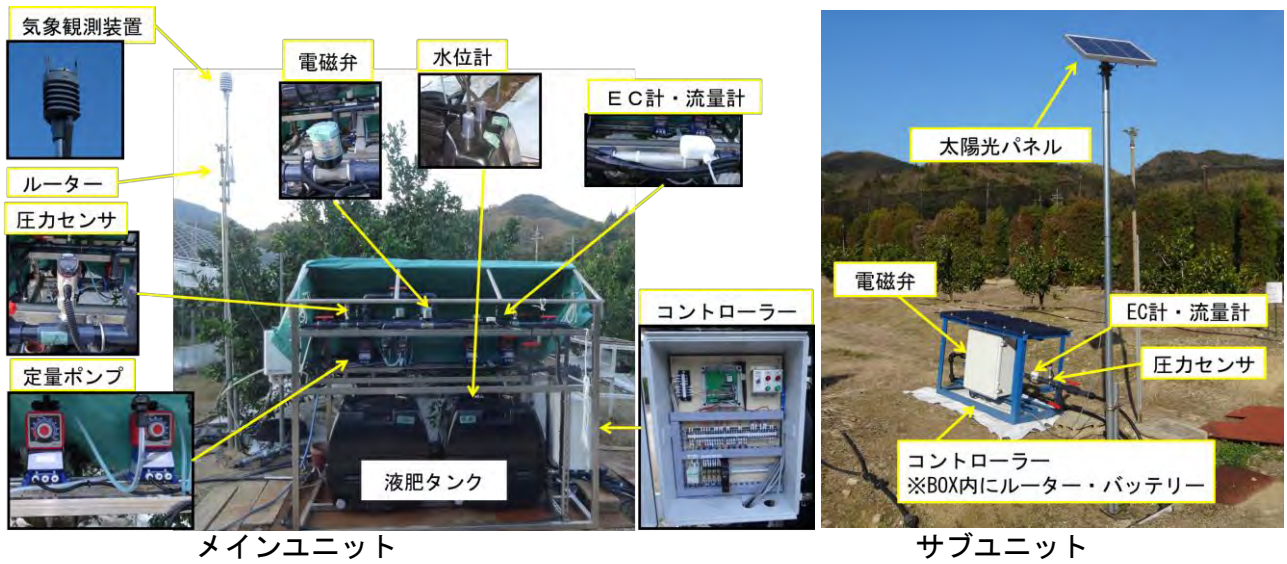 気象観測装置
電磁弁
水位計
ＥＣ計・流量計
ルーター
圧力センサ
定量ポンプ
コントローラー
液肥タンク
メインユニット
太陽光パネル
電磁弁
EC計・流量計
圧力センサ
コントローラー
※BOX内にルーター・バッテリー
サブユニット